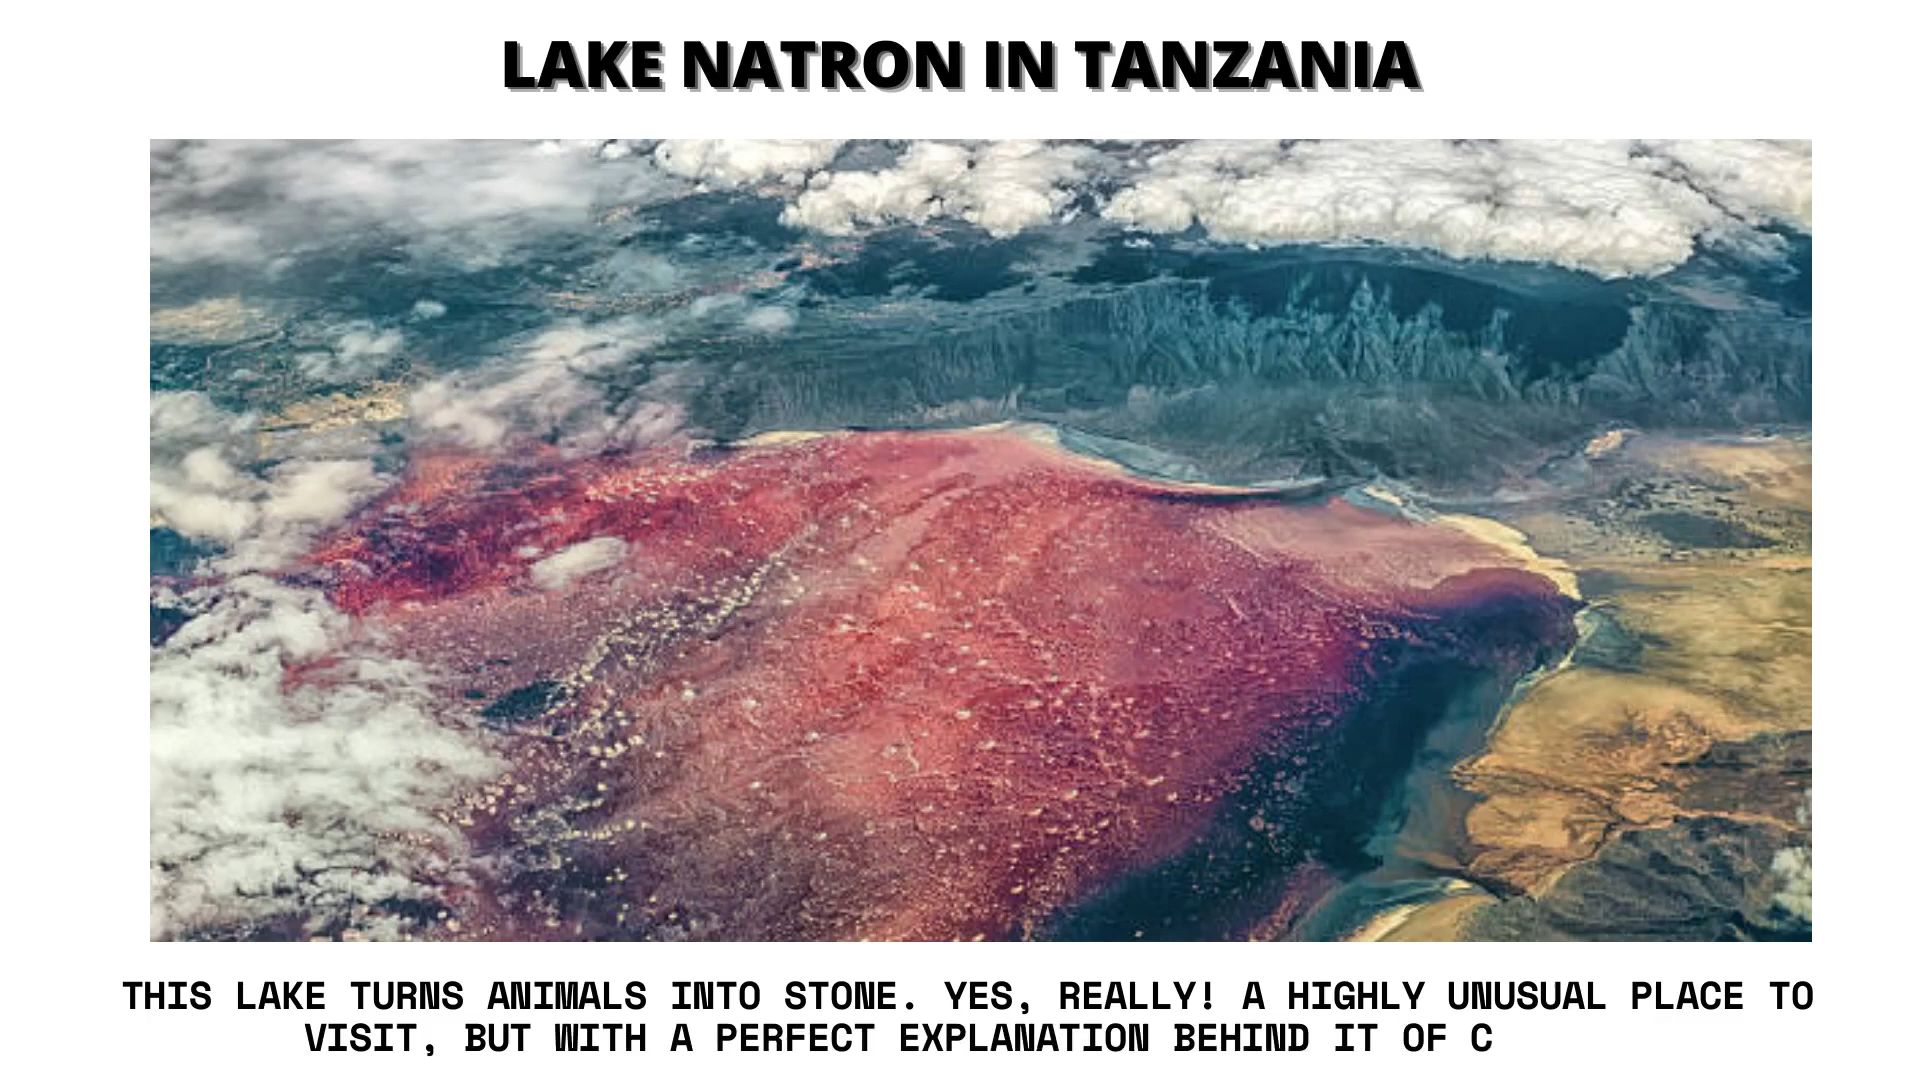 LAKE NATRON IN TANZANIA
THIS LAKE TURNS ANIMALS INTO STONE. YES, REALLY! A HIGHLY UNUSUAL PLACE TO
VISIT, BUT WITH A PERFECT EXPLANATION BEHIND IT OF C